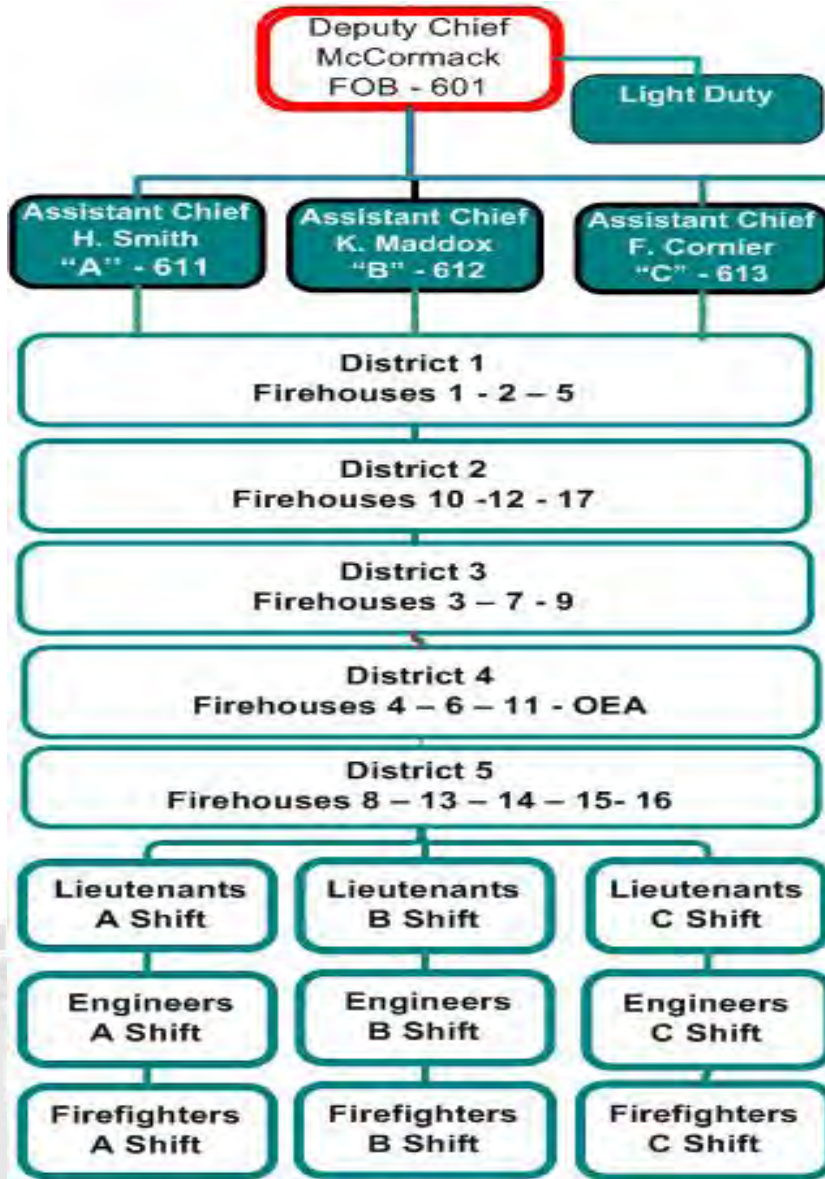 Deputy Chief
McCormack
FOB - 601
Light Duty
Assistant Chief
H. Smith
“A” - 611
Assistant Chief
K. Maddox
“B” - 612
Assistant Chief
F. Cornier
“C” - 613
District 1
Firehouses 1 - 2 – 5
District 2
Firehouses 10 -12 - 17
District 3
Firehouses 3 – 7 - 9
District 4
Firehouses 4 – 6 – 11 - OEA
District 5
Firehouses 8 – 13 – 14 – 15- 16
Lieutenants
A Shift
Lieutenants
B Shift
Lieutenants
C Shift
Engineers
A Shift
Engineers
B Shift
Engineers
C Shift
Firefighters
A Shift
Firefighters
B Shift
Firefighters
C Shift